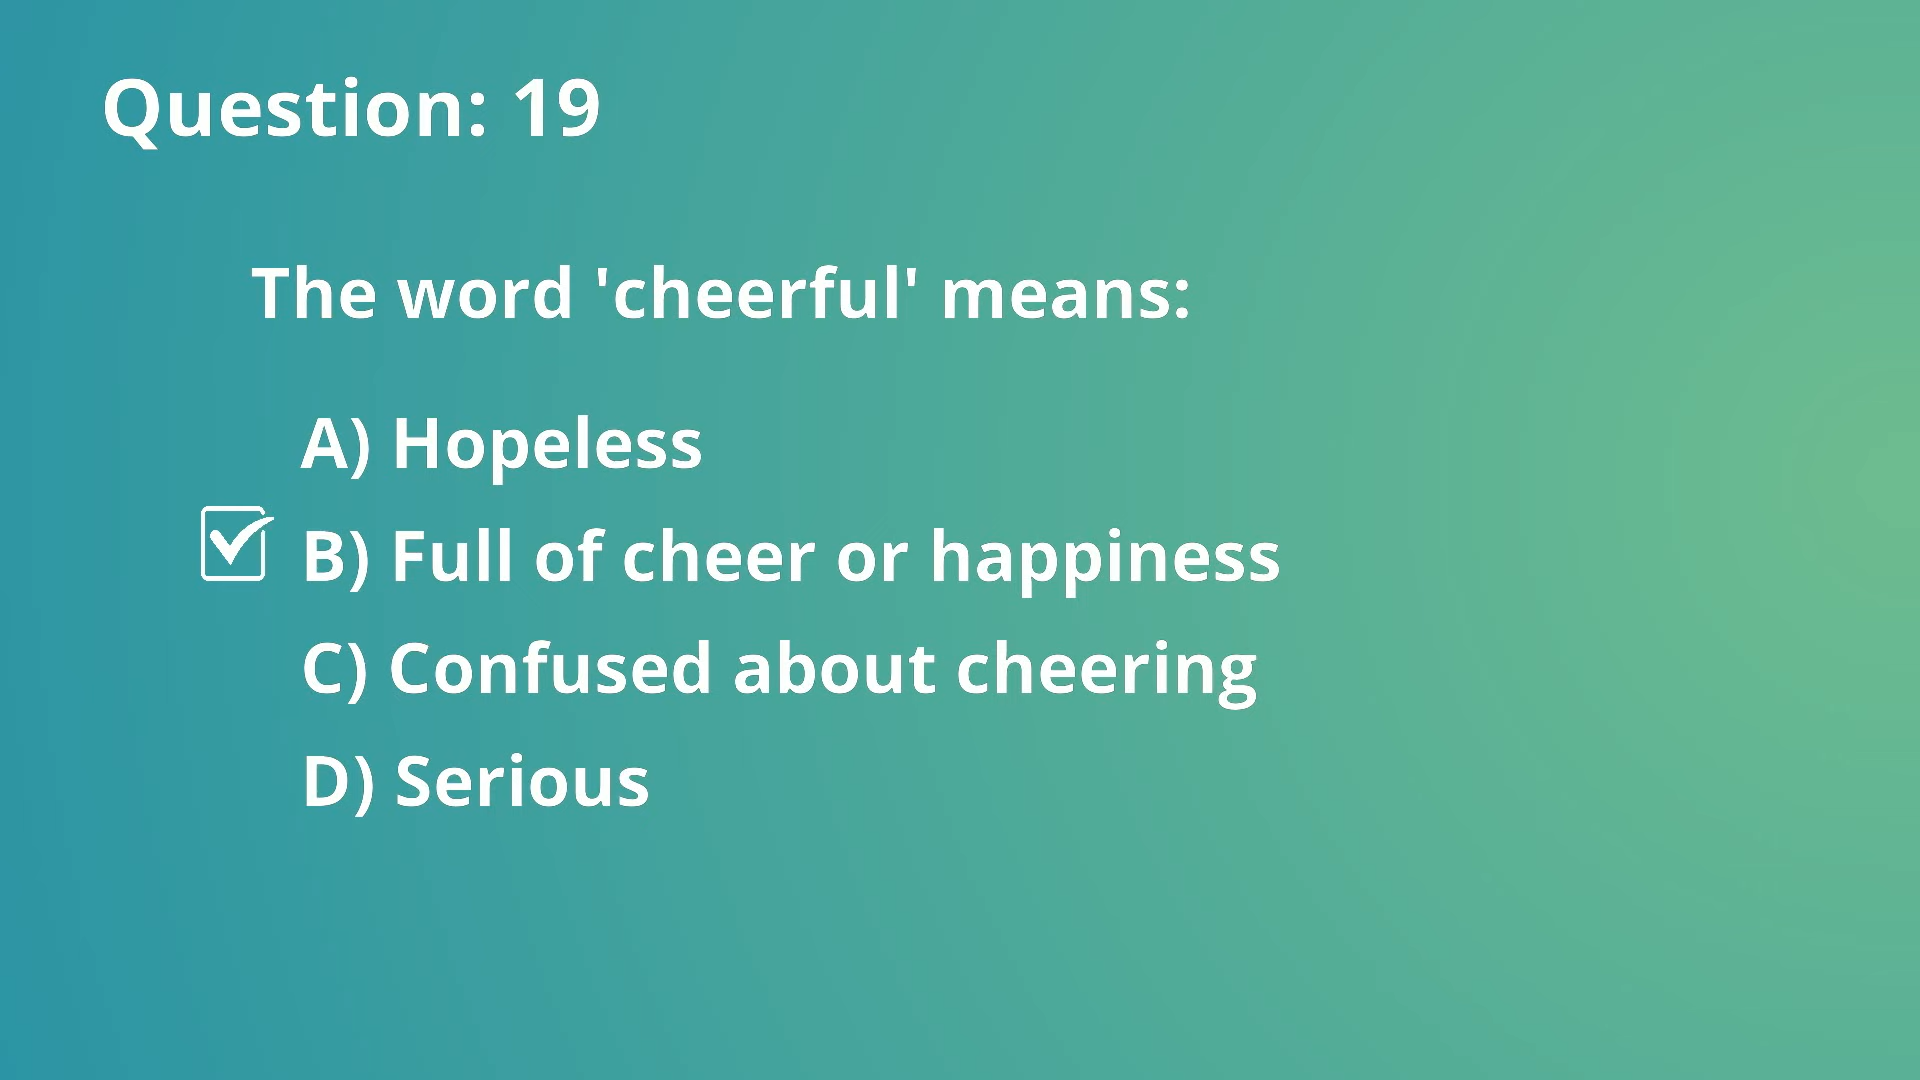 Question: 19
The word 'cheerful' means:
A) Hopeless
B) Full of cheer or happiness
C) Confused about cheering
D) Serious